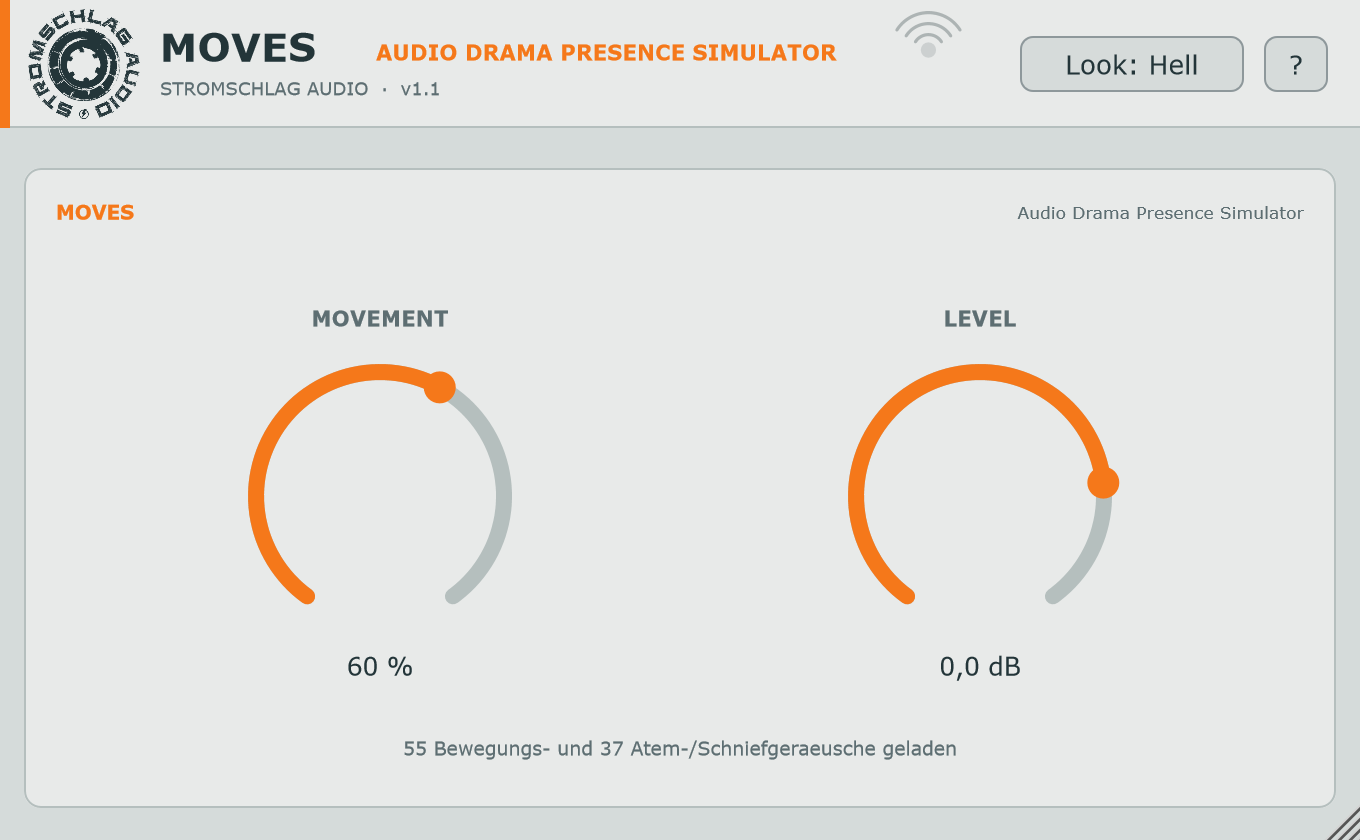 STROMSCHLAG AUDIO
MOVES
AUDIO DRAMA PRESENCE SIMULATOR
STROMSCHLAG AUDIO · v1.1
Look: Hell
?
MOVES
Audio Drama Presence Simulator
MOVEMENT
LEVEL
60 %
0,0 dB
55 Bewegungs- und 37 Atem-/Schniefgeraeusche geladen